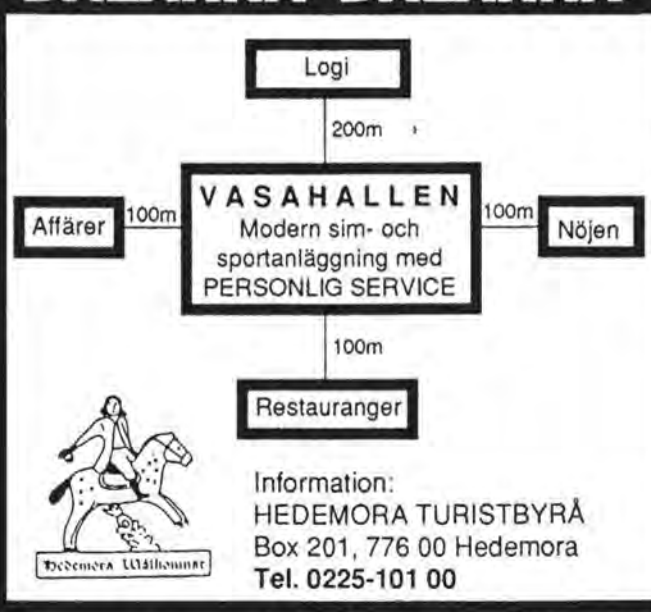 Logi
200m
Affärer
100m
VASAHALLEN
Modern sim- och
sportanläggning med
PERSONLIG SERVICE
100m
Nöjen
100m
Restauranger
Hedemora Wälkomnar
Information:
HEDEMORA TURISTBYRÅ
Box 201, 776 00 Hedemora
Tel. 0225-101 00